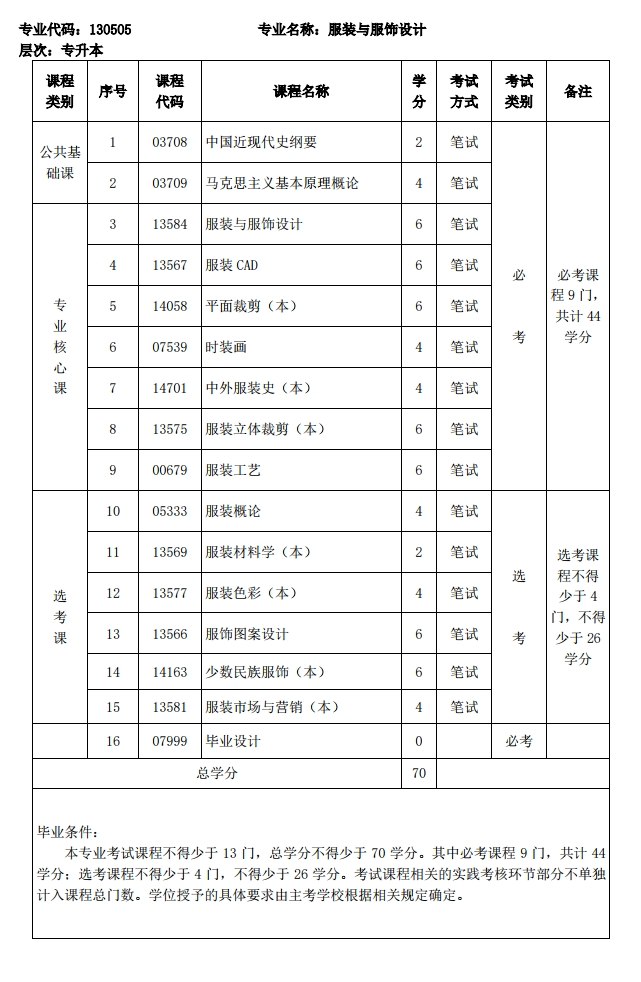 专业代码：130505 专业名称：服装与服饰设计
层次：专升本
课程类别 序号 课程代码 课程名称 学分 考试方式 考试类别 备注
公共基础课 1 03708 中国近现代史纲要 2 笔试 必考 必考课程9门，共计44学分
2 03709 马克思主义基本原理概论 4 笔试
专业核心课 3 13584 服装与服饰设计 6 笔试
4 13567 服装CAD 6 笔试
5 14058 平面裁剪（本） 6 笔试
6 07539 时装画 4 笔试
7 14701 中外服装史（本） 4 笔试
8 13575 服装立体裁剪（本） 6 笔试
9 00679 服装工艺 6 笔试
选考课 10 05333 服装概论 4 笔试 选考 选考课程不得少于4门，不得少于26学分
11 13569 服装材料学（本） 2 笔试
12 13577 服装色彩（本） 4 笔试
13 13566 服饰图案设计 6 笔试
14 14163 少数民族服饰（本） 6 笔试
15 13581 服装市场与营销（本） 4 笔试
16 07999 毕业设计 0 必考
总学分 70
毕业条件：
本专业考试课程不得少于13门，总学分不得少于70学分。其中必考课程9门，共计44
学分；选考课程不得少于4门，不得少于26学分。考试课程相关的实践考核环节部分不单独
计入课程总门数。学位授予的具体要求由主考学校根据相关规定确定。